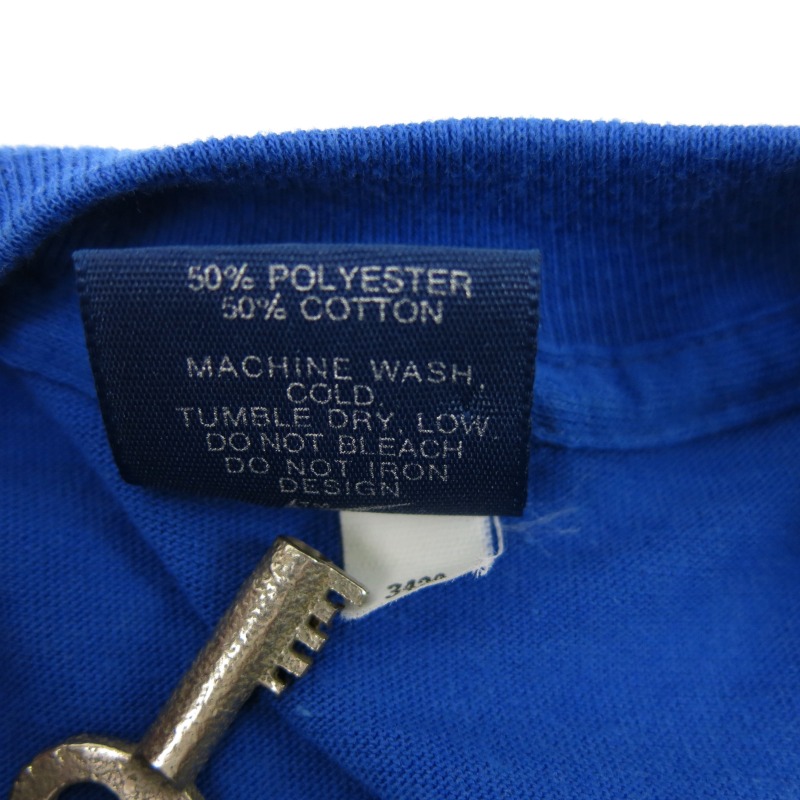 50% POLYESTER
50% COTTON
MACHINE WASH,
COLD.
TUMBLE DRY, LOW.
DO NOT BLEACH
DO NOT IRON
DESIGN